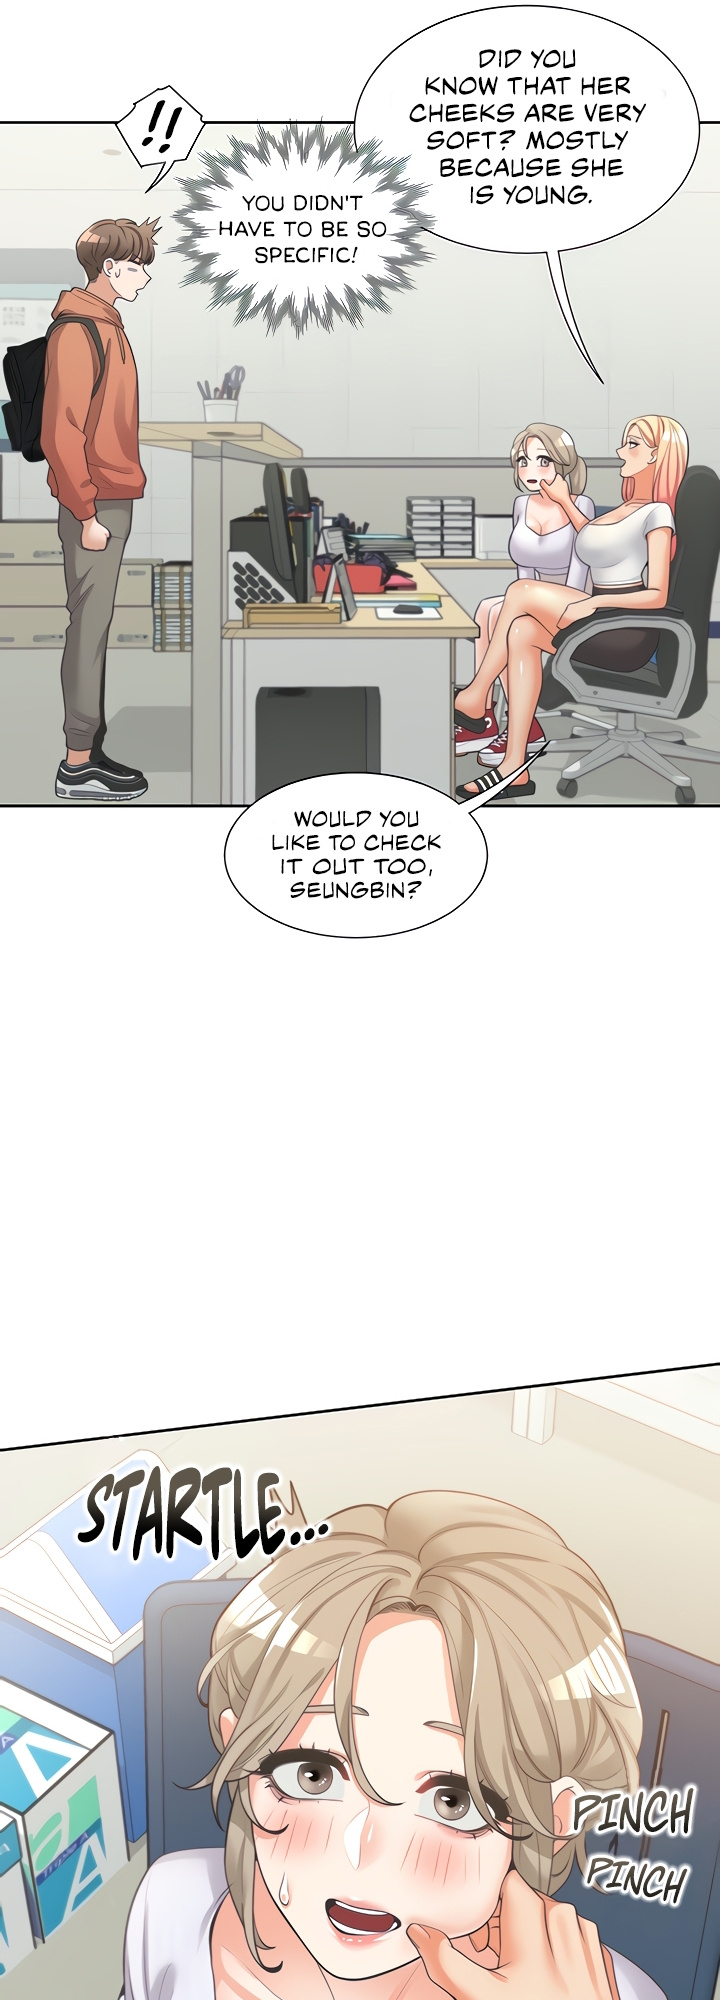 DID YOU
KNOW THAT HER
CHEEKS ARE VERY
SOFT? MOSTLY
BECAUSE SHE
IS YOUNG.
!!
YOU DIDN'T
HAVE TO BE SO
SPECIFIC!
WOULD YOU
LIKE TO CHECK
IT OUT TOO,
SEUNGBIN?
STARTLE...
PINCH
PINCH
A
A